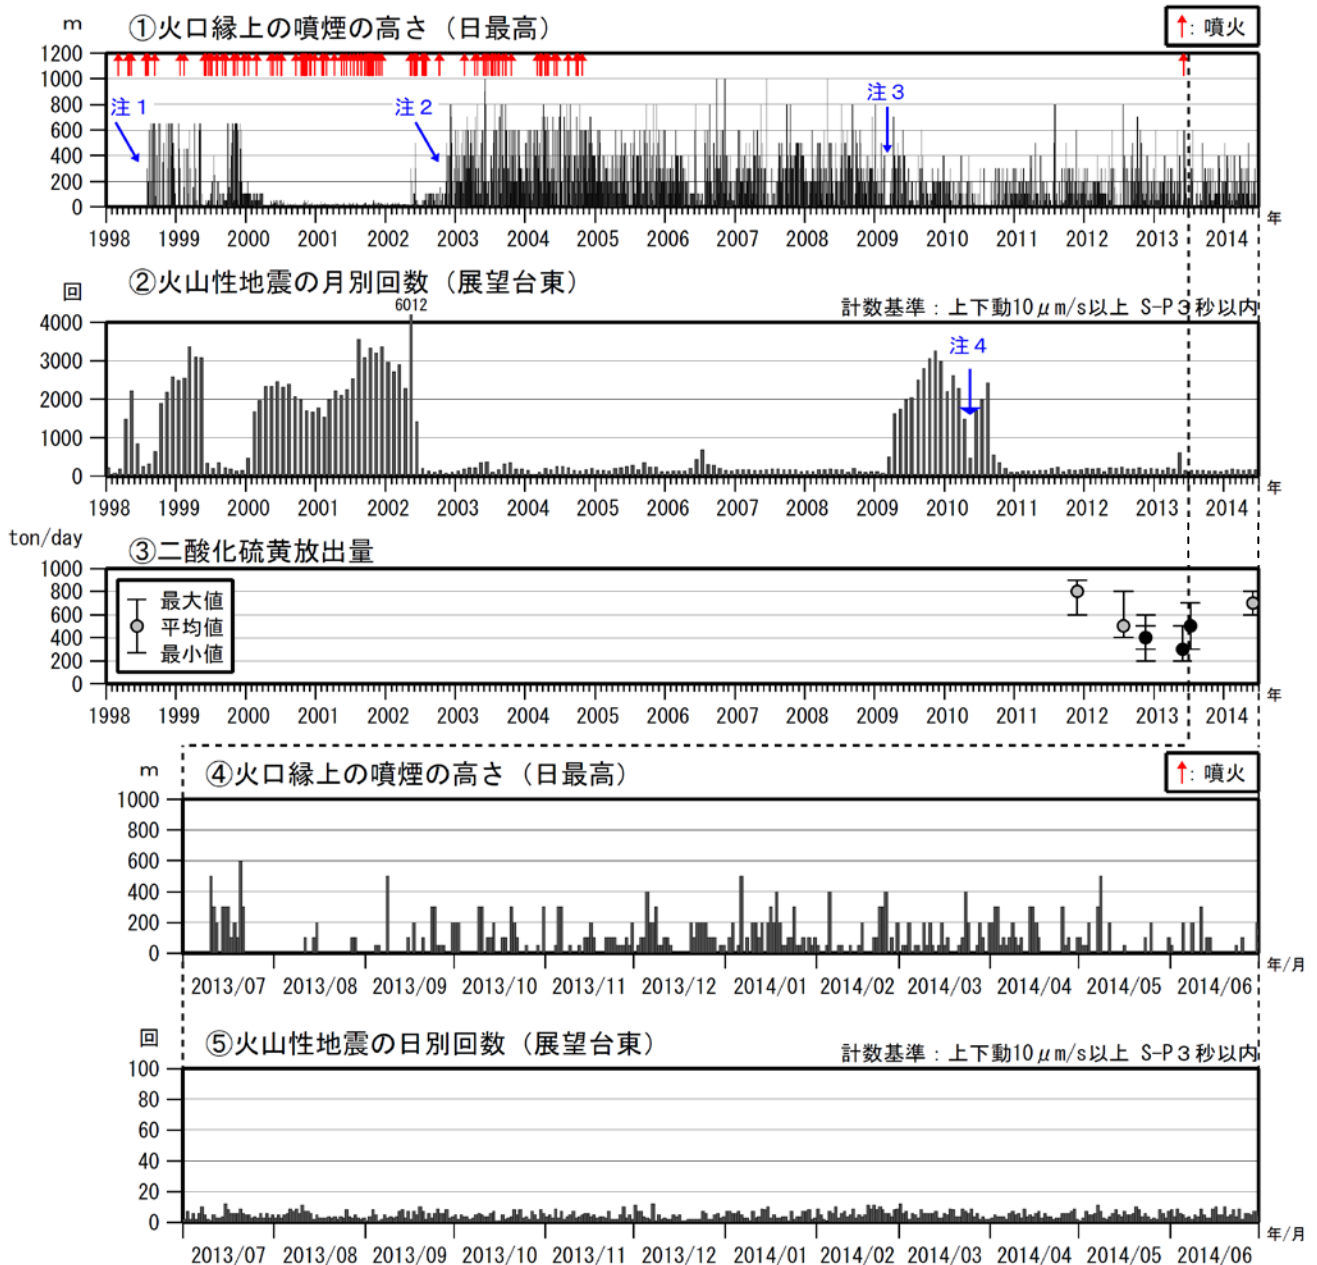 m ①火口縁上の噴煙の高さ（日最高） ↑: 噴火
1200
1000
800
600
400
200
0
注１ 注２ 注３
1998 1999 2000 2001 2002 2003 2004 2005 2006 2007 2008 2009 2010 2011 2012 2013 2014 年
回 ②火山性地震の月別回数（展望台東）
計数基準：上下動10μm/s以上 S-P３秒以内
6012
4000
3000
2000
1000
0
注４
1998 1999 2000 2001 2002 2003 2004 2005 2006 2007 2008 2009 2010 2011 2012 2013 2014 年
ton/day ③二酸化硫黄放出量
1000
800
600
400
200
0
最大値
平均値
最小値
1998 1999 2000 2001 2002 2003 2004 2005 2006 2007 2008 2009 2010 2011 2012 2013 2014 年
m ④火口縁上の噴煙の高さ（日最高） ↑: 噴火
1000
800
600
400
200
0
2013/07 2013/08 2013/09 2013/10 2013/11 2013/12 2014/01 2014/02 2014/03 2014/04 2014/05 2014/06 年/月
回 ⑤火山性地震の日別回数（展望台東）
計数基準：上下動10μm/s以上 S-P３秒以内
100
80
60
40
20
0
2013/07 2013/08 2013/09 2013/10 2013/11 2013/12 2014/01 2014/02 2014/03 2014/04 2014/05 2014/06 年/月